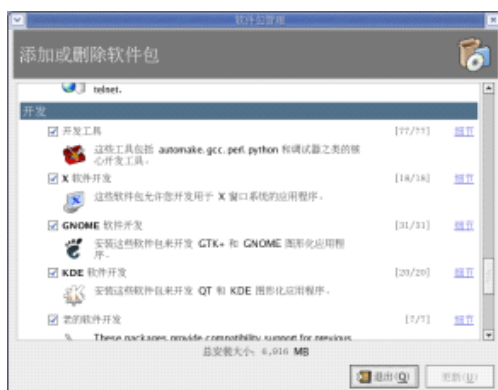 软件包管理
添加或删除软件包
telnet.
开发
开发工具 [77/77] 细节
这些工具包括 automake, gcc, perl, python 和调试器之类的核
心开发工具。
X 软件开发 [18/18] 细节
这些软件包允许您开发用于 X 窗口系统的应用程序。
GNOME 软件开发 [31/31] 细节
安装这些软件包来开发 GTK+ 和 GNOME 图形化应用程
序。
KDE 软件开发 [20/20] 细节
安装这些软件包来开发 QT 和 KDE 图形化应用程序。
老的软件开发 [7/7] 细节
These packages provide compatibility support for previous
总安装大小: 6,916 MB
退出(Q) 更新(U)